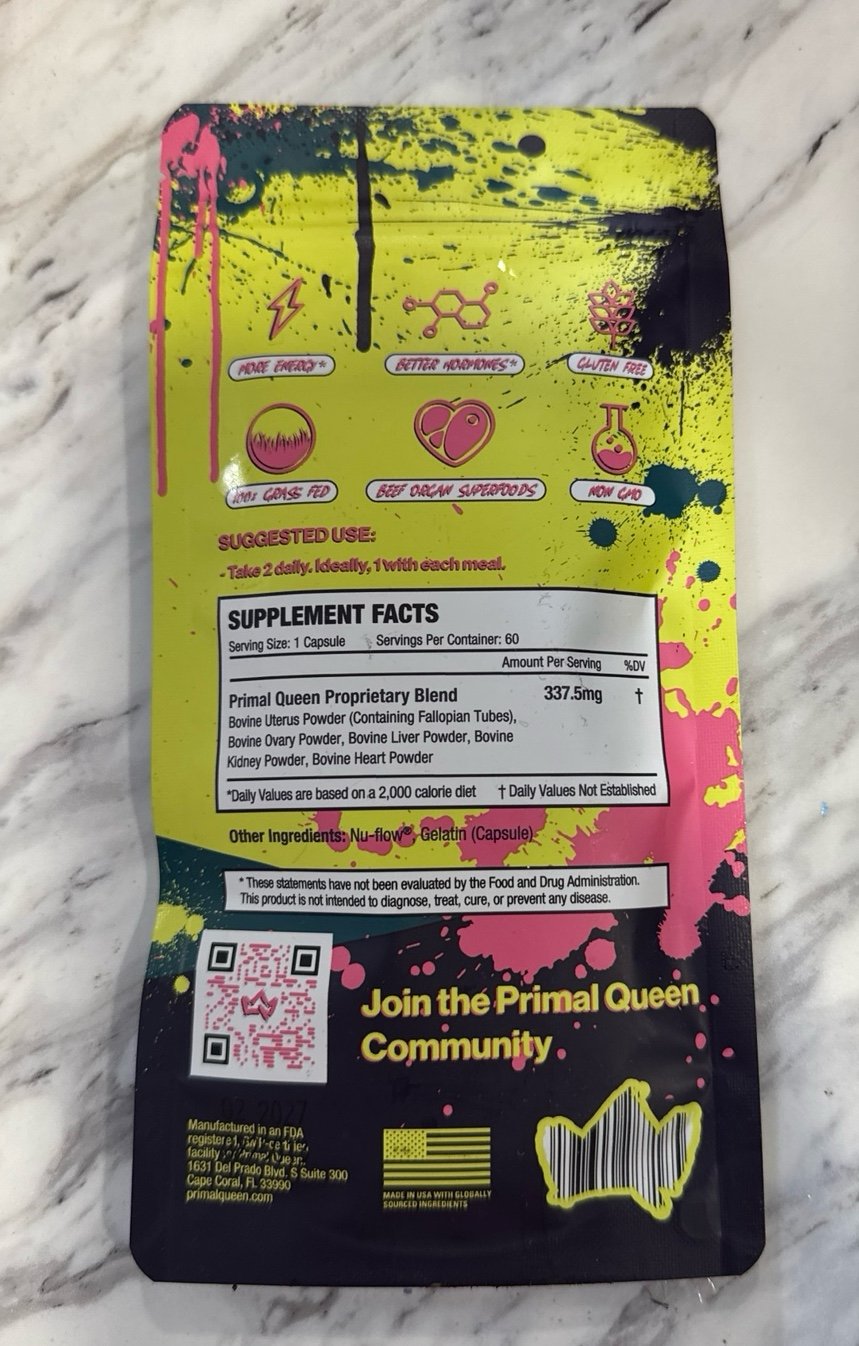 MORE ENERGY* BETTER HORMONES* GLUTEN FREE
100% GRASS FED BEEF ORGAN SUPERFOODS NON GMO
SUGGESTED USE:
- Take 2 daily. Ideally, 1 with each meal.
SUPPLEMENT FACTS
Serving Size: 1 Capsule Servings Per Container: 60
Amount Per Serving %DV
Primal Queen Proprietary Blend 337.5mg †
Bovine Uterus Powder (Containing Fallopian Tubes),
Bovine Ovary Powder, Bovine Liver Powder, Bovine
Kidney Powder, Bovine Heart Powder
*Daily Values are based on a 2,000 calorie diet † Daily Values Not Established
Other Ingredients: Nu-flow®, Gelatin (Capsule)
* These statements have not been evaluated by the Food and Drug Administration.
This product is not intended to diagnose, treat, cure, or prevent any disease.
Join the Primal Queen
Community
02 2027
Manufactured in an FDA
registered,
facility Primal Queen.
1631 Del Prado Blvd. S Suite 300
Cape Coral, FL 33990
primalqueen.com
MADE IN USA WITH GLOBALLY
SOURCED INGREDIENTS